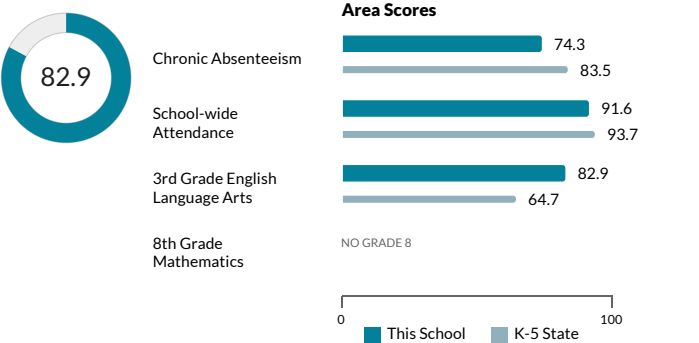 Area Scores
82.9
Chronic Absenteeism
74.3
83.5
School-wide
Attendance
91.6
93.7
3rd Grade English
Language Arts
82.9
64.7
8th Grade
Mathematics
NO GRADE 8
0
100
This School
K-5 State